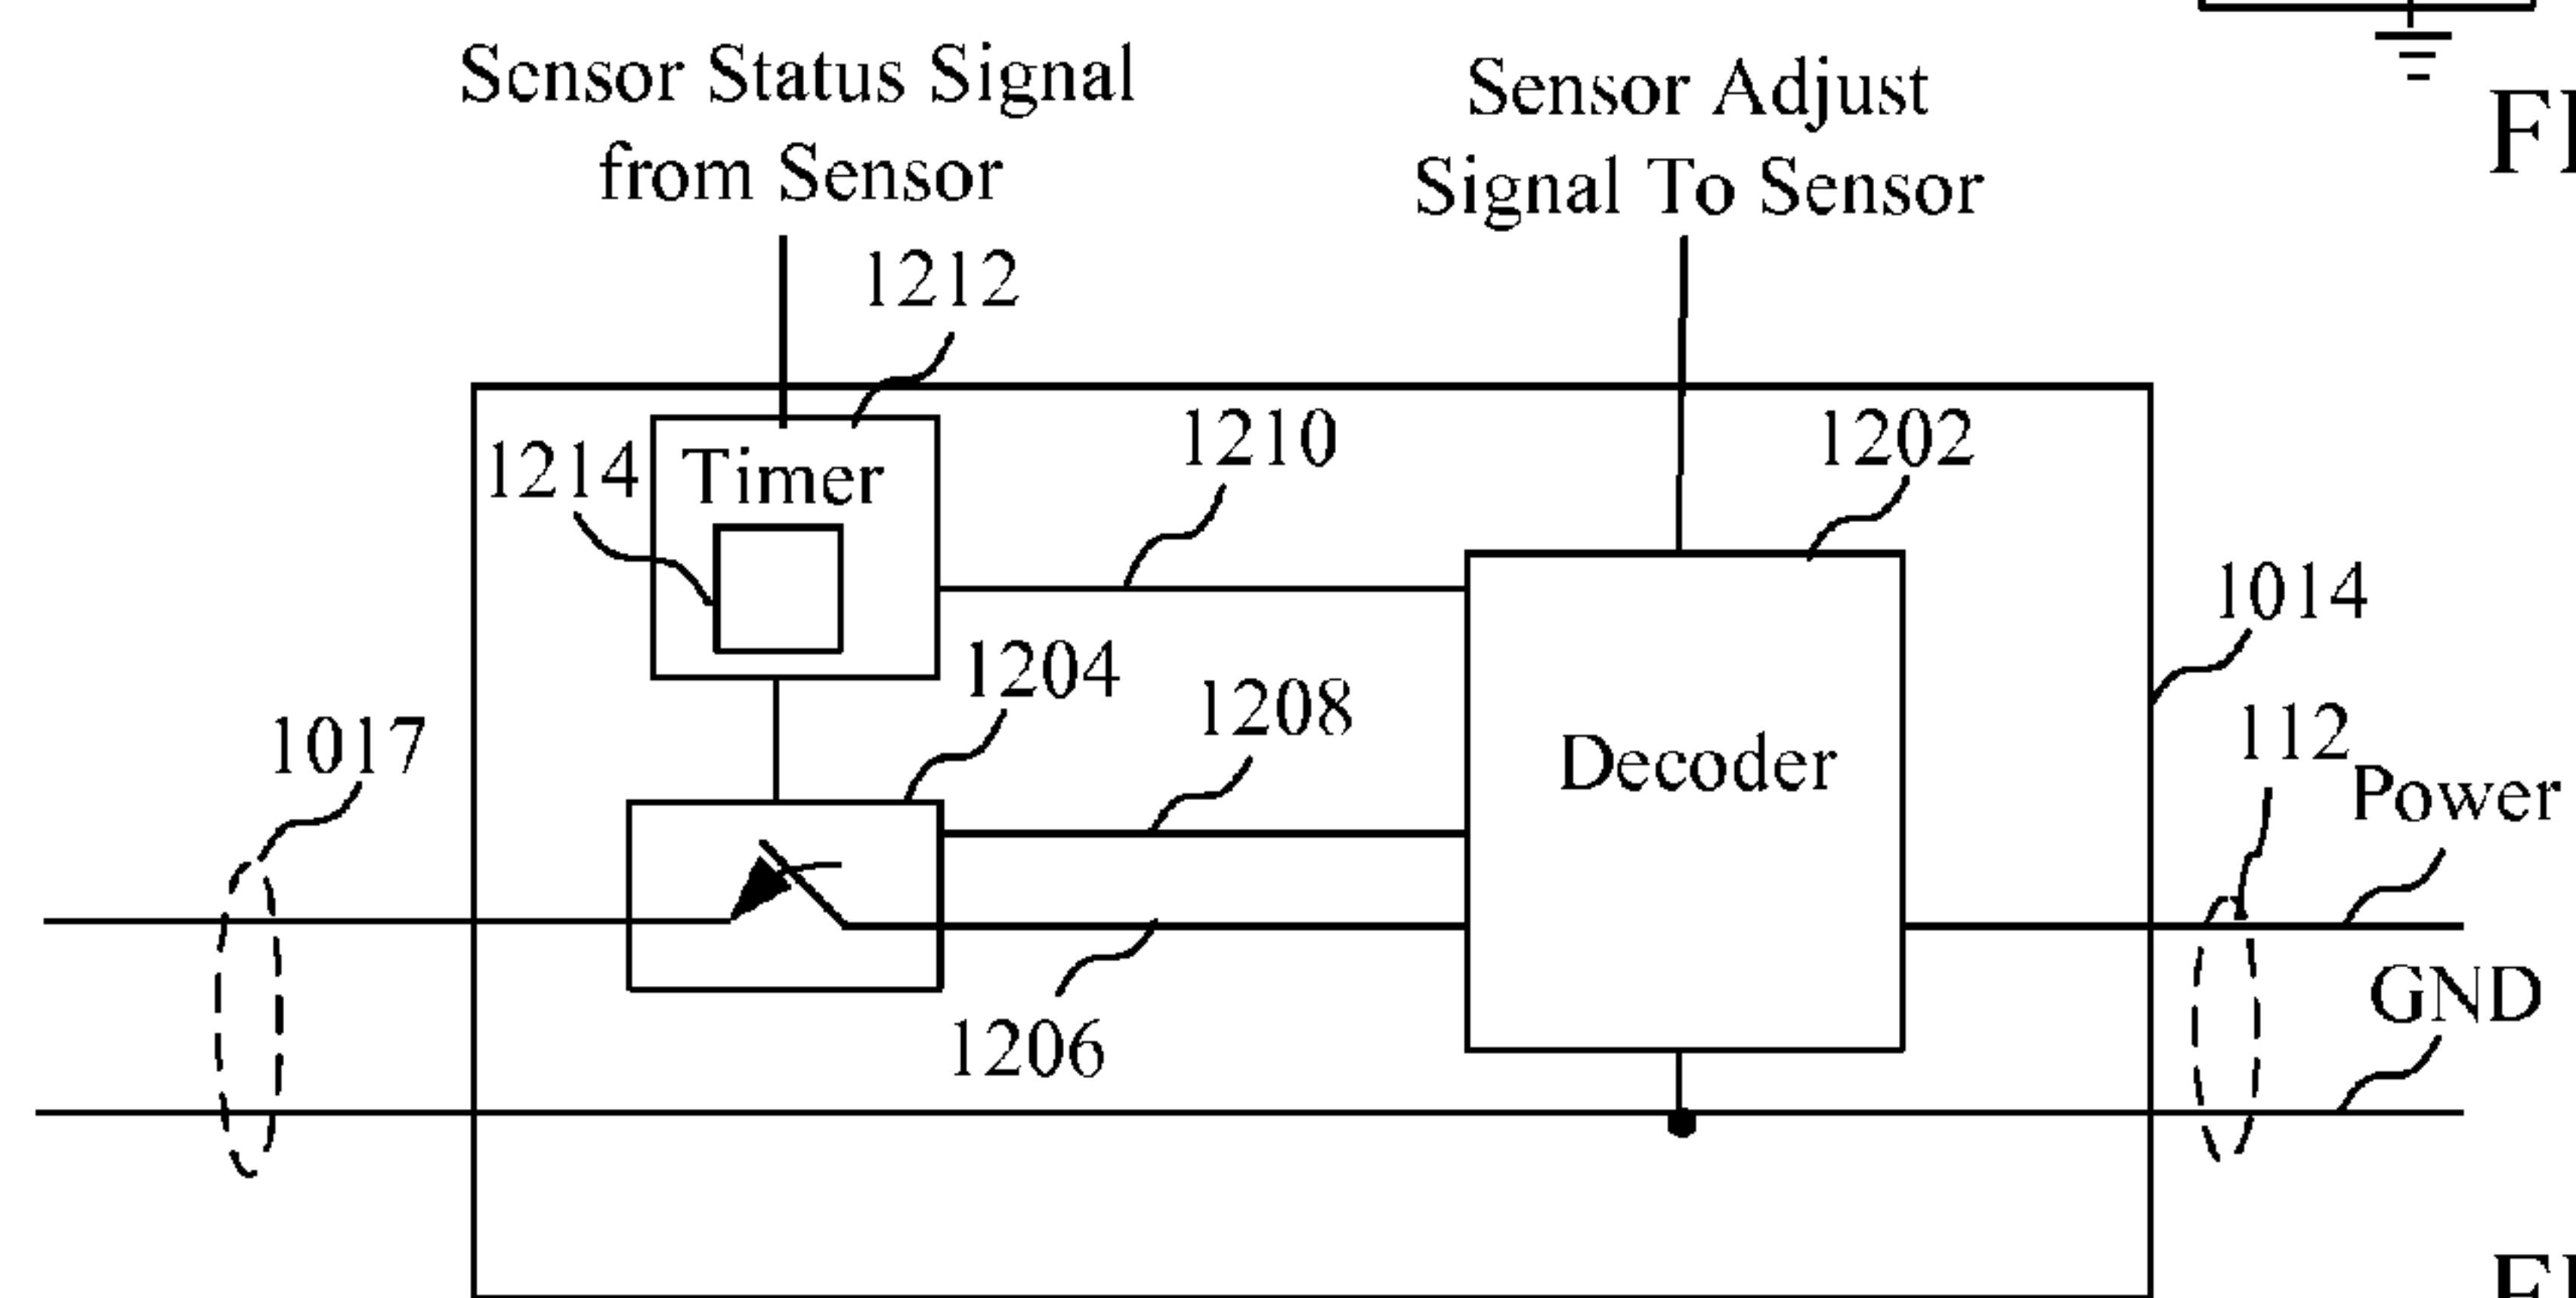 Sensor Status Signal
from Sensor
Sensor Adjust
Signal To Sensor
FI
1212
1214
Timer
1210
1202
1014
1204
1208
1017
Decoder
112
Power
GND
1206